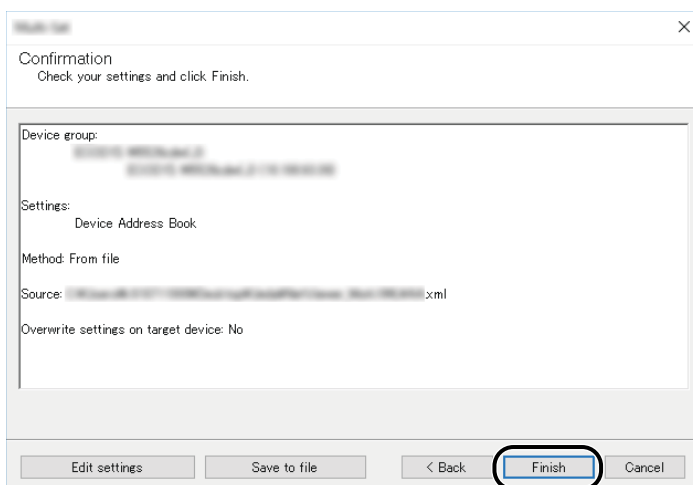 Confirmation
Check your settings and click Finish.
Device group:
Settings:
Device Address Book
Method: From file
Source: .xml
Overwrite settings on target device: No
Edit settings
Save to file
< Back
Finish
Cancel